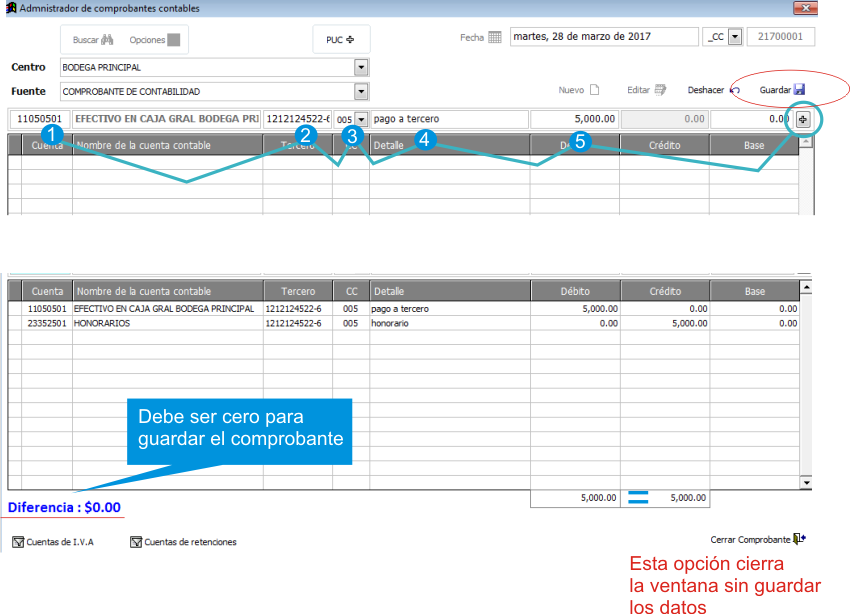 Admnistrador de comprobantes contables
Buscar Opciones PUC Fecha martes, 28 de marzo de 2017 _CC 21700001
Centro BODEGA PRINCIPAL
Fuente COMPROBANTE DE CONTABILIDAD Nuevo Editar Deshacer Guardar
11050501 EFECTIVO EN CAJA GRAL BODEGA PRI 1212124522-6 005 pago a tercero 5,000.00 0.00 0.00
1 2 3 4 5
Cuenta Nombre de la cuenta contable Tercero Detalle Crédito Base
Cuenta Nombre de la cuenta contable Tercero CC Detalle Débito Crédito Base
11050501 EFECTIVO EN CAJA GRAL BODEGA PRINCIPAL 1212124522-6 005 pago a tercero 5,000.00 0.00 0.00
23352501 HONORARIOS 1212124522-6 005 honorario 0.00 5,000.00 0.00
Debe ser cero para
guardar el comprobante
5,000.00 = 5,000.00
Diferencia : $0.00
Cuentas de I.V.A Cuentas de retenciones Cerrar Comprobante
Esta opción cierra
la ventana sin guardar
los datos